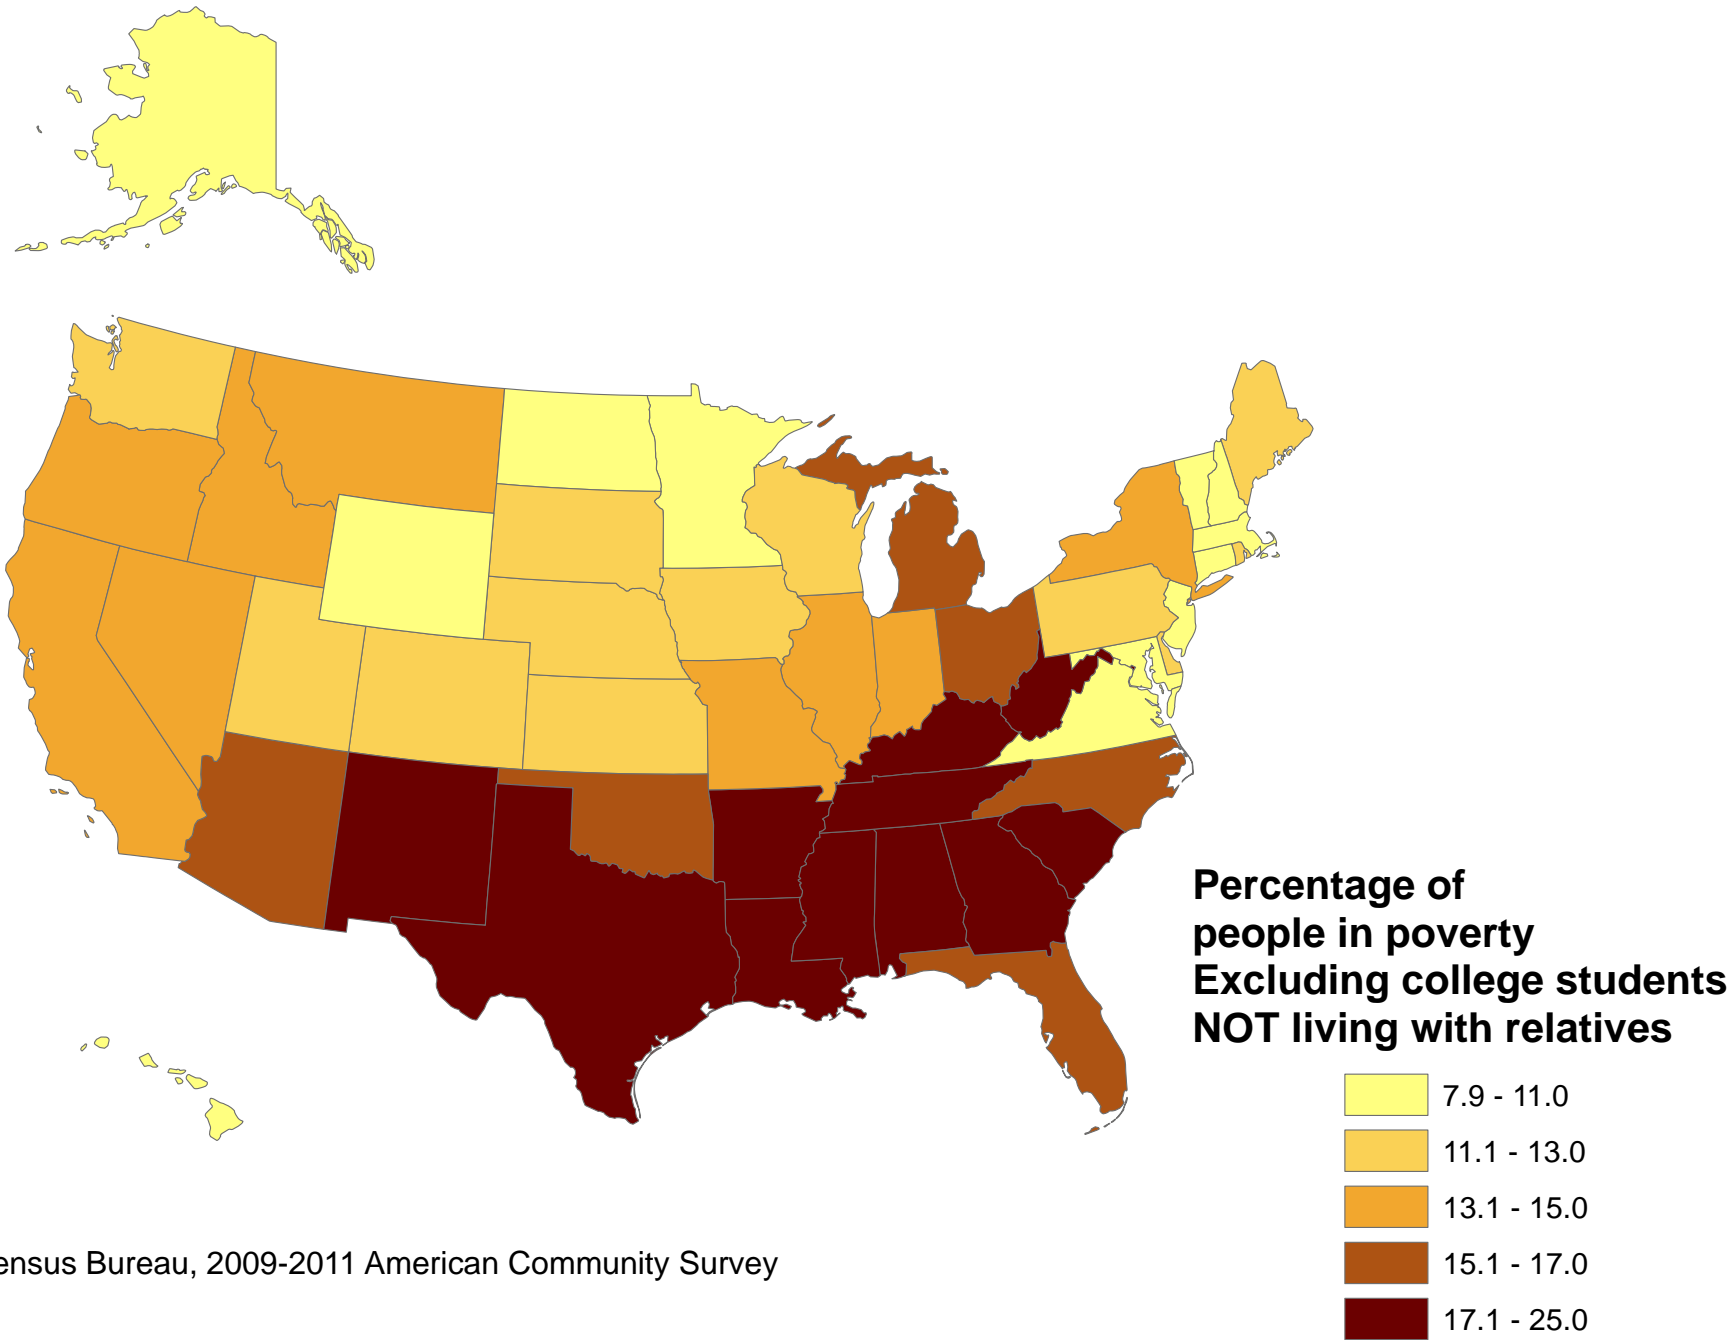 Percentage of
people in poverty
Excluding college students
NOT living with relatives
7.9 - 11.0
11.1 - 13.0
13.1 - 15.0
15.1 - 17.0
17.1 - 25.0
ensus Bureau, 2009-2011 American Community Survey